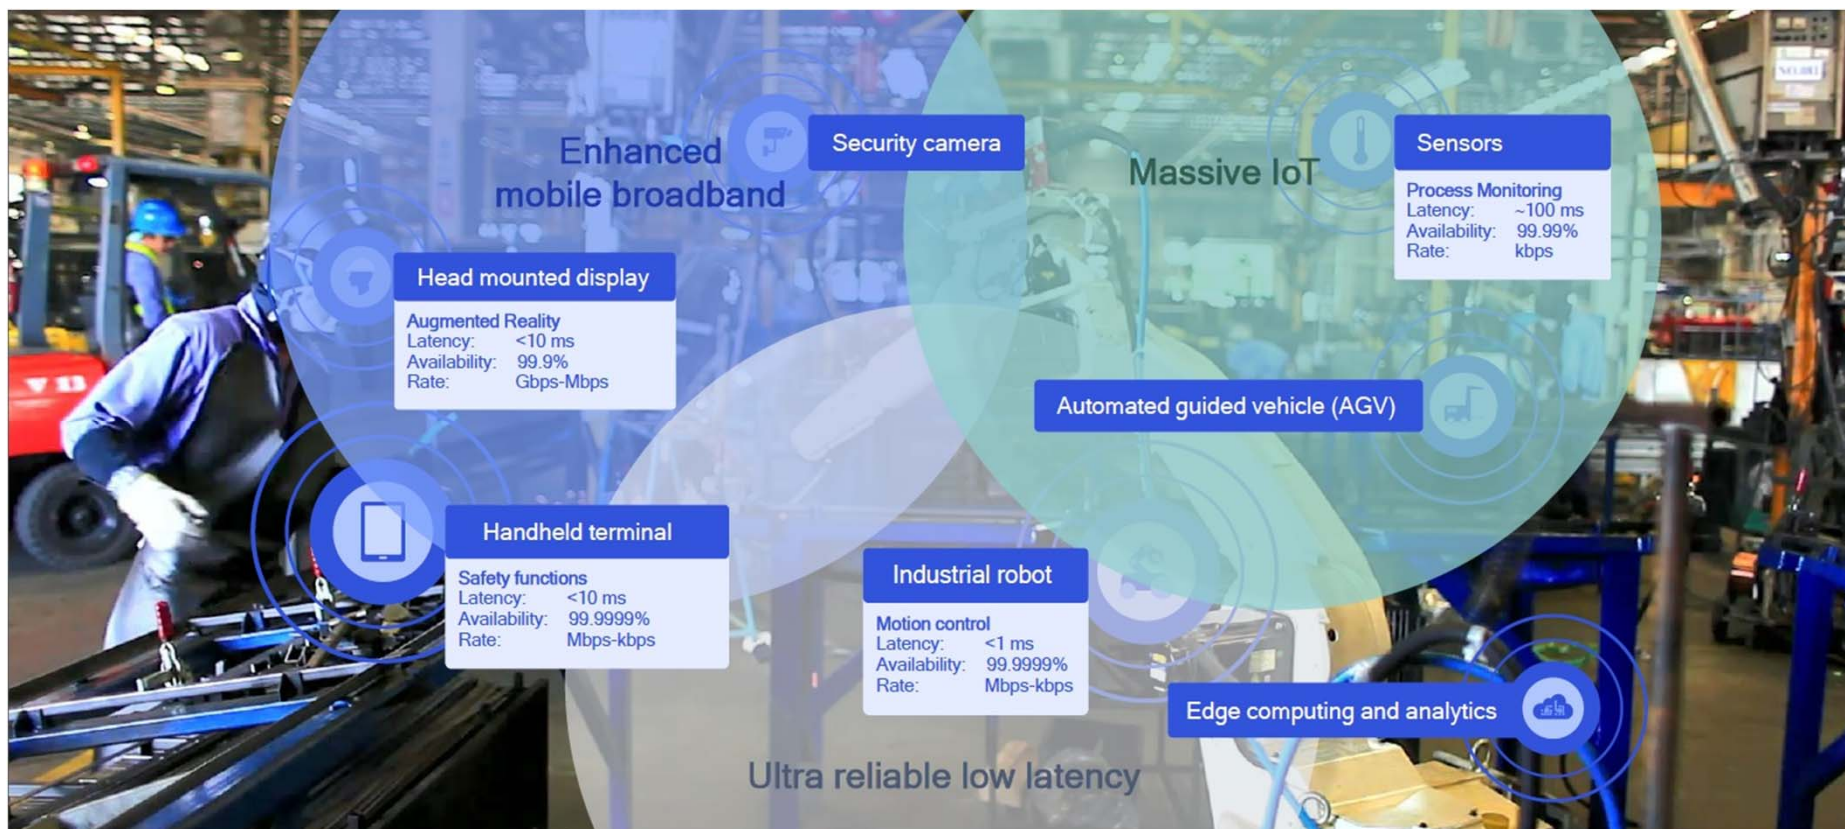 Enhanced
mobile broadband
Security camera
Massive IoT
Sensors
Process Monitoring
Latency: ~100 ms
Availability: 99.99%
Rate: kbps
Head mounted display
Augmented Reality
Latency: <10 ms
Availability: 99.9%
Rate: Gbps-Mbps
Automated guided vehicle (AGV)
Handheld terminal
Safety functions
Latency: <10 ms
Availability: 99.9999%
Rate: Mbps-kbps
Industrial robot
Motion control
Latency: <1 ms
Availability: 99.9999%
Rate: Mbps-kbps
Edge computing and analytics
Ultra reliable low latency